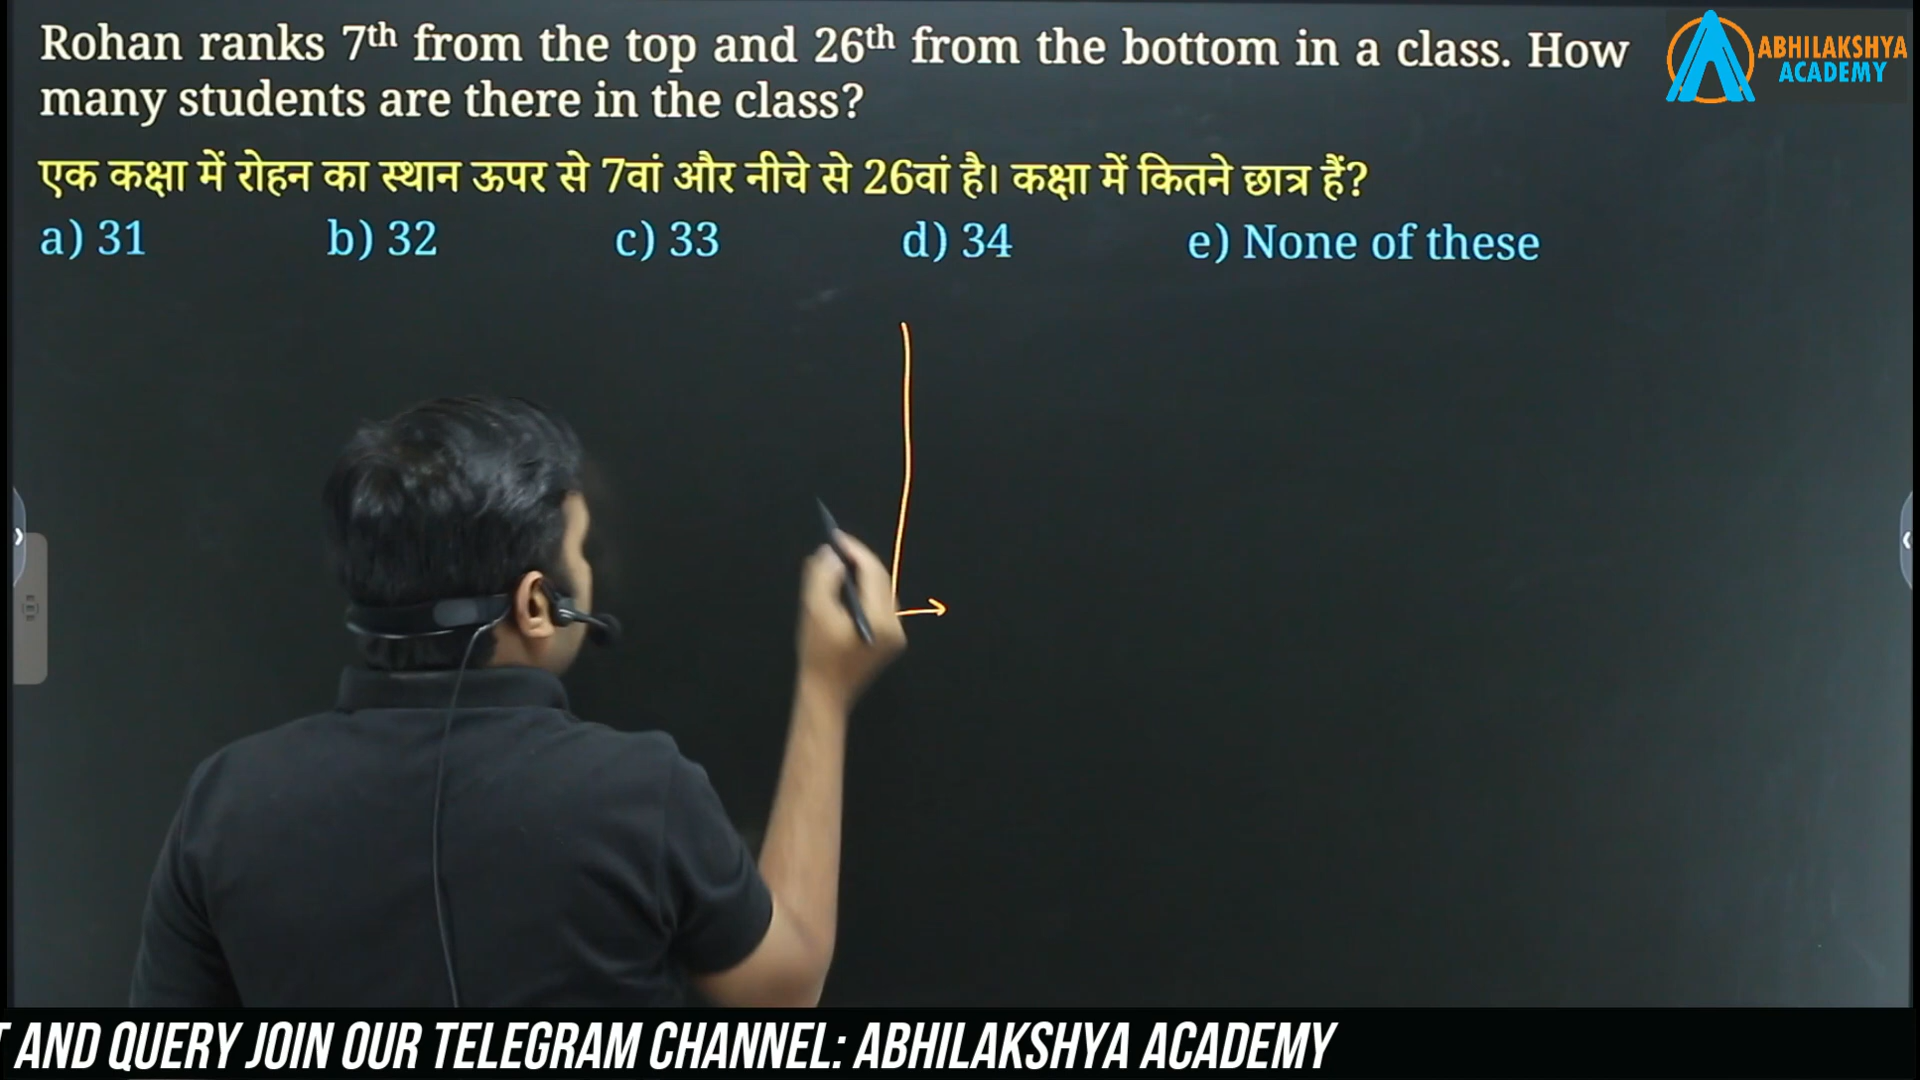 Rohan ranks 7th from the top and 26th from the bottom in a class. How
many students are there in the class?
एक कक्षा में रोहन का स्थान ऊपर से 7वां और नीचे से 26वां है। कक्षा में कितने छात्र हैं?
a) 31 b) 32 c) 33 d) 34 e) None of these
ABHILAKSHYA
ACADEMY
AND QUERY JOIN OUR TELEGRAM CHANNEL: ABHILAKSHYA ACADEMY